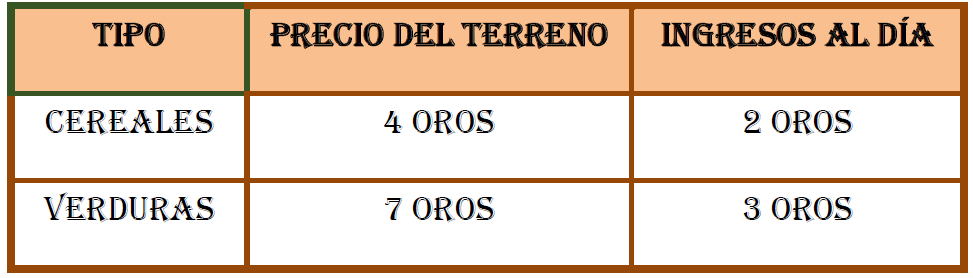 TIPO PRECIO DEL TERRENO INGRESOS AL DÍA
CEREALES 4 OROS 2 OROS
VERDURAS 7 OROS 3 OROS